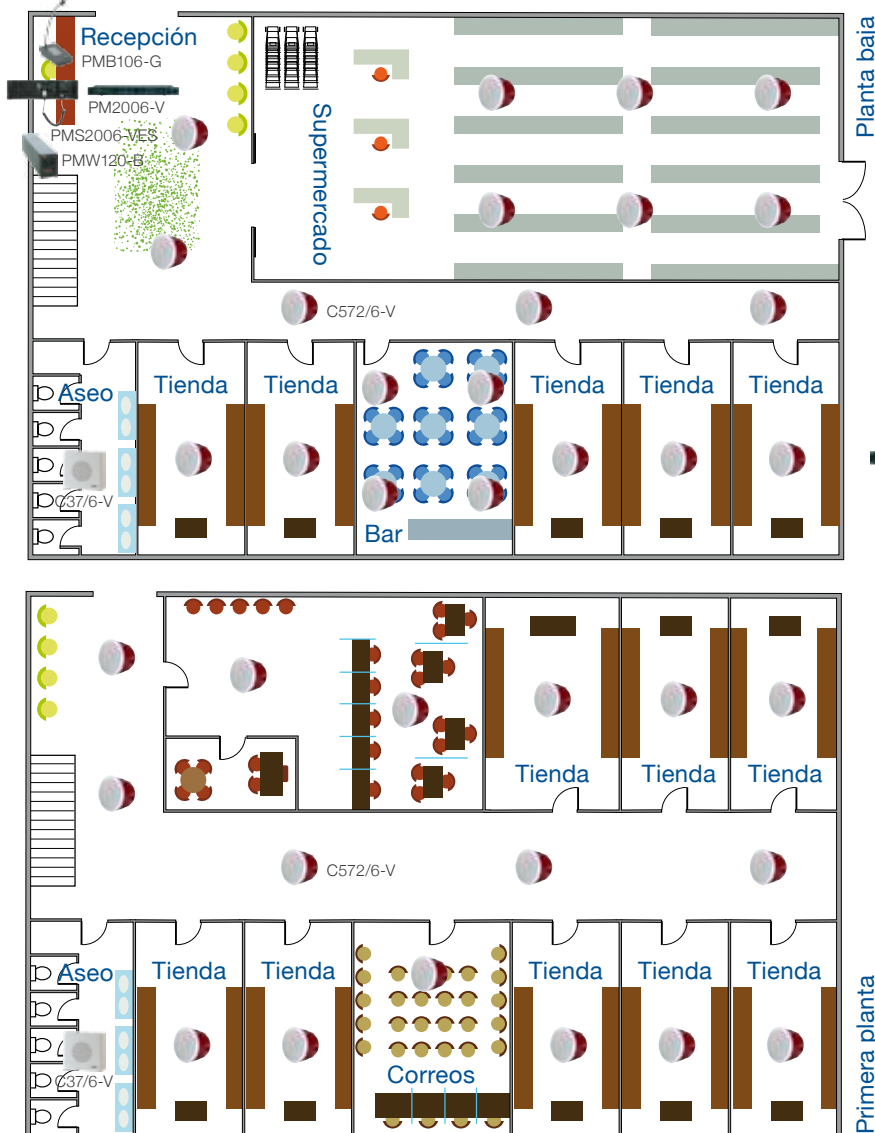 Recepción
PMB106-G
PM2006-V
PMS2006-VES
PMW120-B
Supermercado
Planta baja
C572/6-V
Aseo
Tienda
Tienda
Tienda
Tienda
Tienda
C37/6-V
Bar
Tienda
Tienda
Tienda
C572/6-V
Aseo
Tienda
Tienda
Tienda
Tienda
Tienda
C37/6-V
Correos
Primera planta